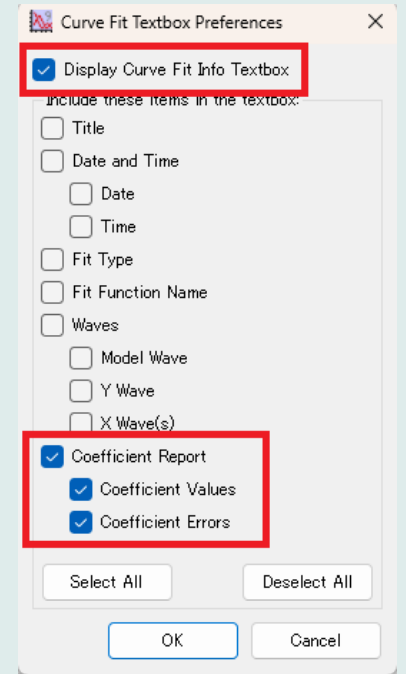 Curve Fit Textbox Preferences
Display Curve Fit Info Textbox
Include these items in the textbox:
Title
Date and Time
Date
Time
Fit Type
Fit Function Name
Waves
Model Wave
Y Wave
X Wave(s)
Coefficient Report
Coefficient Values
Coefficient Errors
Select All
Deselect All
OK
Cancel